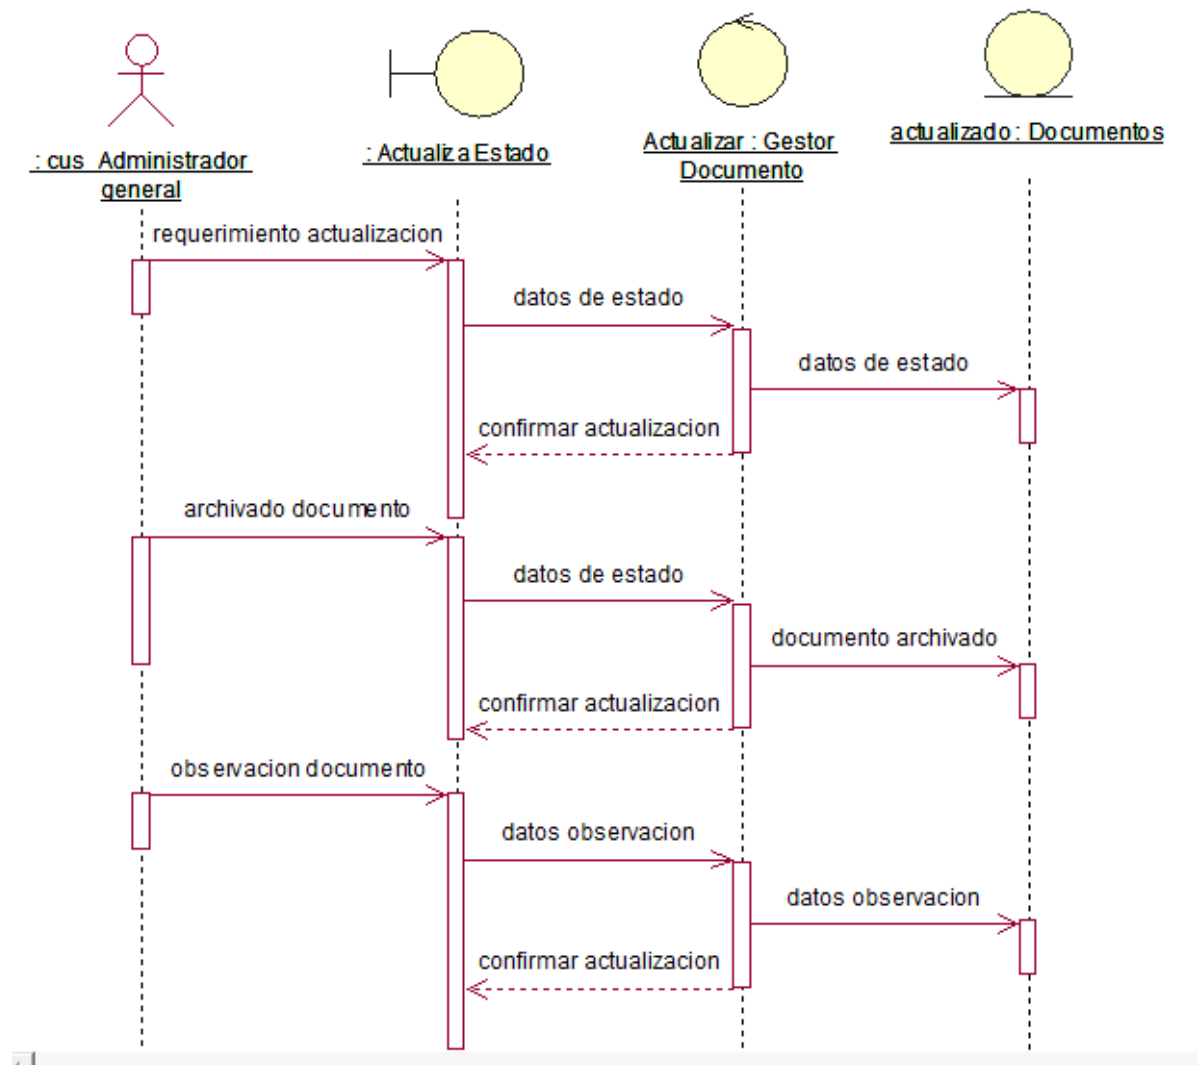 : cus Administrador
general
: Actualiza Estado
Actualizar : Gestor
Documento
actualizado : Documentos
requerimiento actualizacion
datos de estado
datos de estado
confirmar actualizacion
archivado documento
datos de estado
documento archivado
confirmar actualizacion
observacion documento
datos observacion
datos observacion
confirmar actualizacion